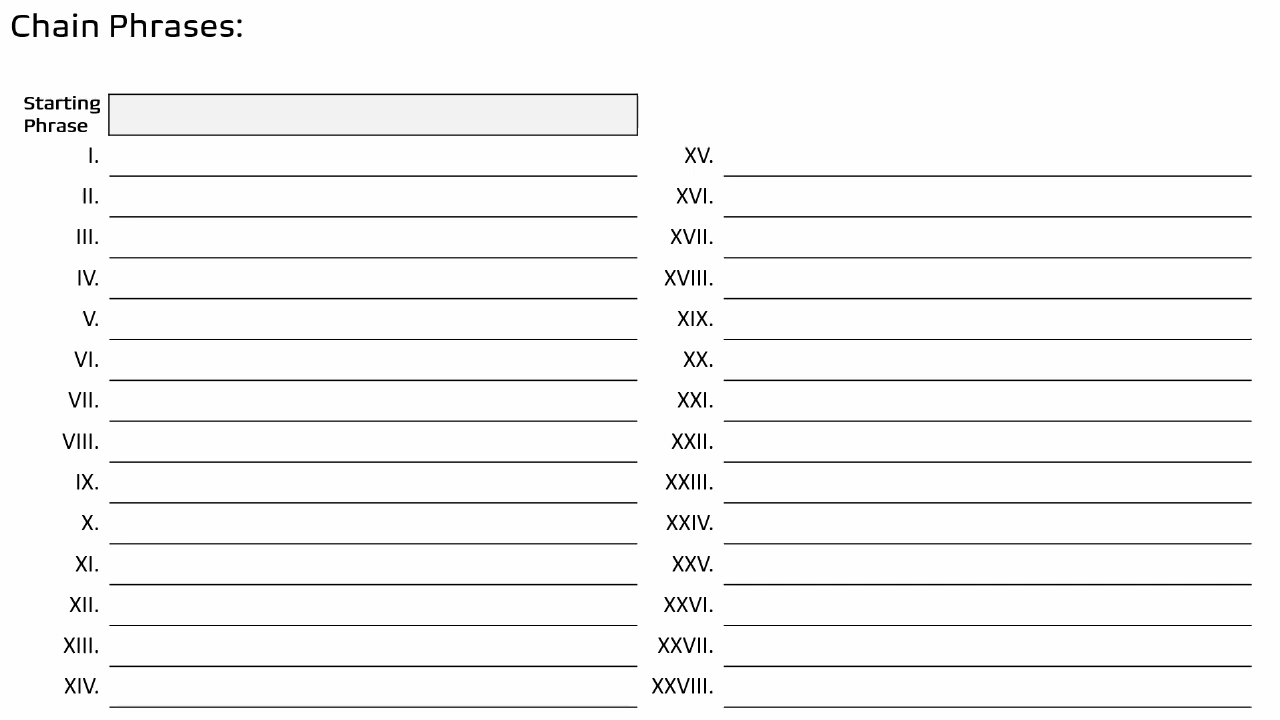 Chain Phrases:
Starting
Phrase
I.
II.
III.
IV.
V.
VI.
VII.
VIII.
IX.
X.
XI.
XII.
XIII.
XIV.
XV.
XVI.
XVII.
XVIII.
XIX.
XX.
XXI.
XXII.
XXIII.
XXIV.
XXV.
XXVI.
XXVII.
XXVIII.